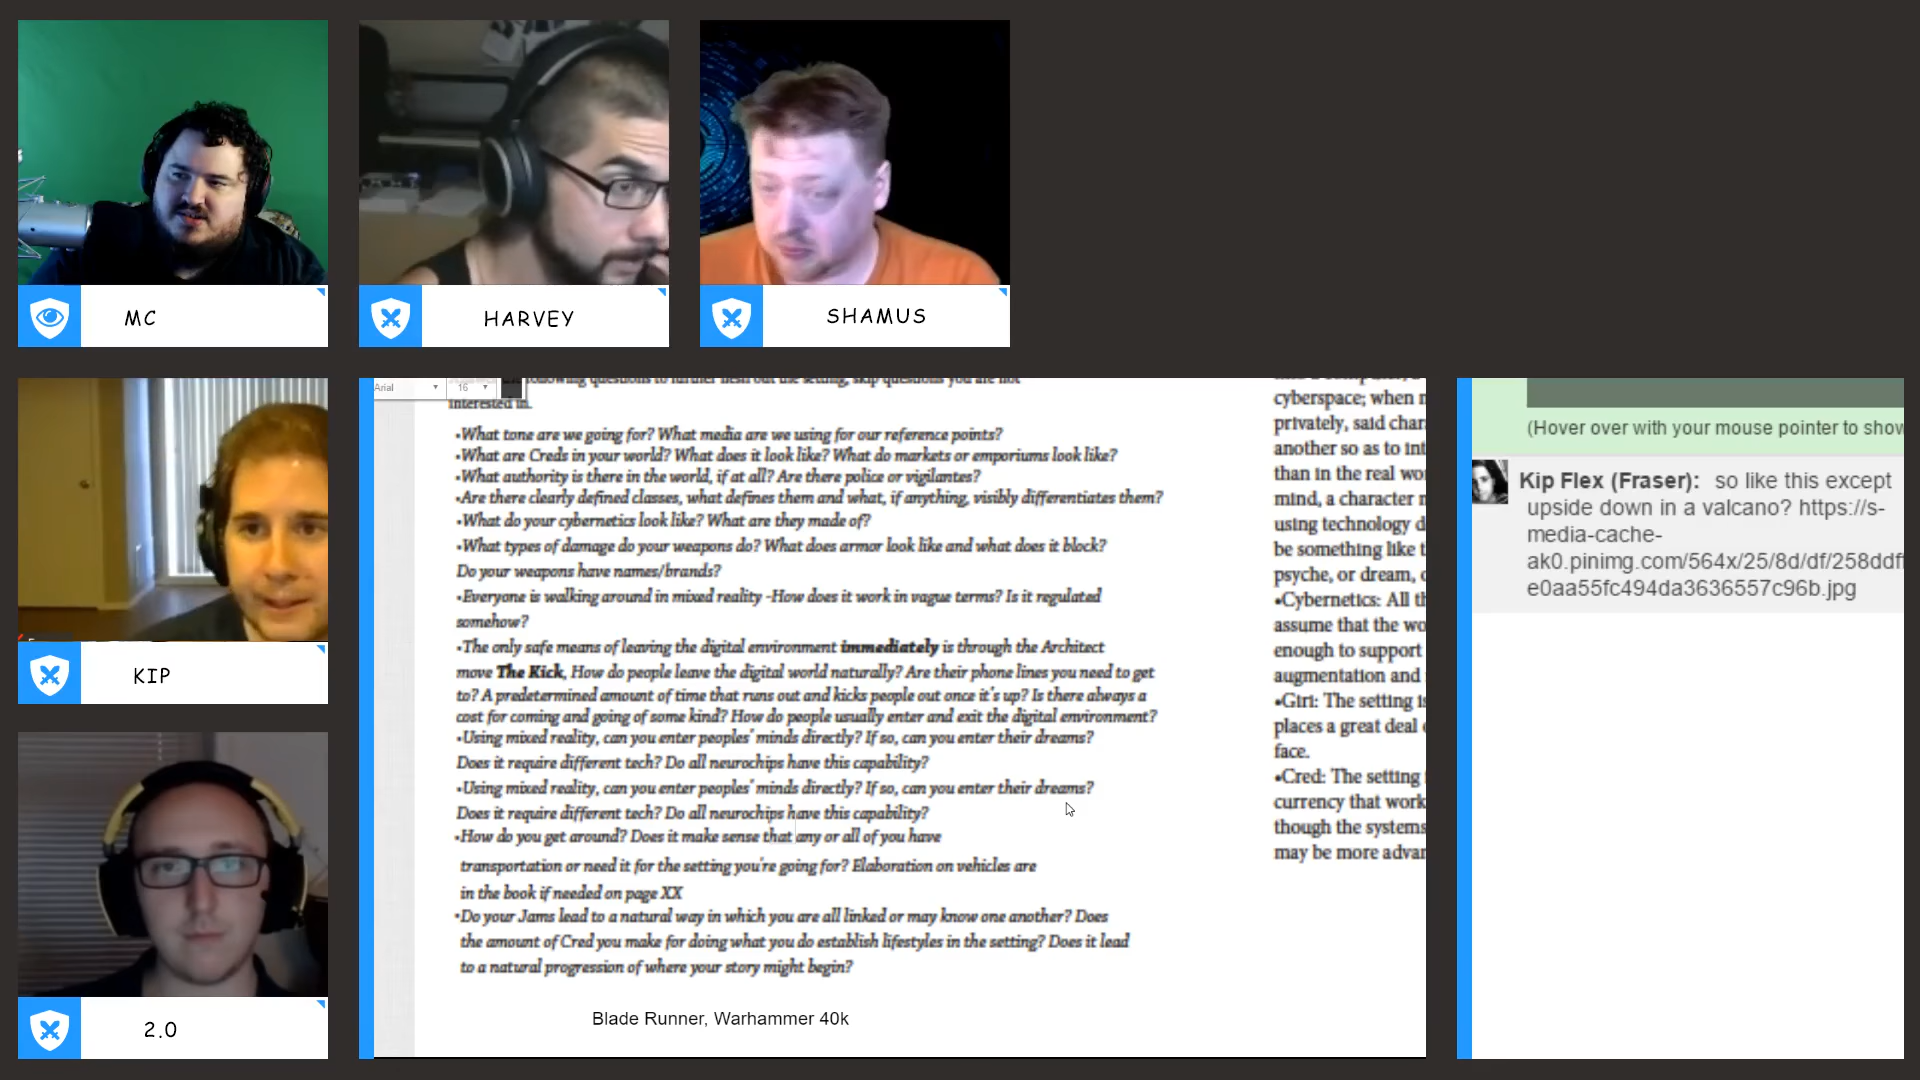 MC
HARVEY
SHAMUS
KIP
2.0
Arial
16
following questions to further flesh out the setting, skip questions you are not
interested in.
•What tone are we going for? What media are we using for our reference points?
•What are Creds in your world? What does it look like? What do markets or emporiums look like?
•What authority is there in the world, if at all? Are there police or vigilantes?
•Are there clearly defined classes, what defines them and what, if anything, visibly differentiates them?
•What do your cybernetics look like? What are they made of?
•What types of damage do your weapons do? What does armor look like and what does it block?
Do your weapons have names/brands?
•Everyone is walking around in mixed reality -How does it work in vague terms? Is it regulated
somehow?
•The only safe means of leaving the digital environment immediately is through the Architect
move The Kick, How do people leave the digital world naturally? Are their phone lines you need to get
to? A predetermined amount of time that runs out and kicks people out once it's up? Is there always a
cost for coming and going of some kind? How do people usually enter and exit the digital environment?
•Using mixed reality, can you enter peoples' minds directly? If so, can you enter their dreams?
Does it require different tech? Do all neurochips have this capability?
•Using mixed reality, can you enter peoples' minds directly? If so, can you enter their dreams?
Does it require different tech? Do all neurochips have this capability?
•How do you get around? Does it make sense that any or all of you have
transportation or need it for the setting you're going for? Elaboration on vehicles are
in the book if needed on page XX
•Do your Jams lead to a natural way in which you are all linked or may know one another? Does
the amount of Cred you make for doing what you do establish lifestyles in the setting? Does it lead
to a natural progression of where your story might begin?
Blade Runner, Warhammer 40k
cyberspace; when
privately, said
another so as to
than in the real
mind, a character
using technology
be something like
psyche, or dream,
•Cybernetics: All
assume that the
enough to support
augmentation and
•Giri: The setting
places a great deal
face.
•Cred: The setting
currency that work
though the systems
may be more
(Hover over with your mouse pointer to show
Kip Flex (Fraser): so like this except
upside down in a valcano? https://s-
media-cache-
ak0.pinimg.com/564x/25/8d/df/258ddf
e0aa55fc494da3636557c96b.jpg